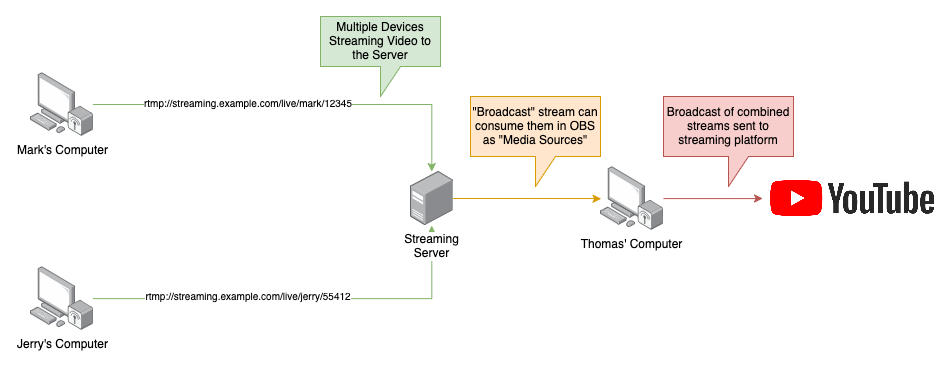 Multiple Devices
Streaming Video to
the Server
rtmp://streaming.example.com/live/mark/12345
Mark's Computer
"Broadcast" stream can
consume them in OBS
as "Media Sources"
Broadcast of combined
streams sent to
streaming platform
YouTube
Streaming
Server
Thomas' Computer
rtmp://streaming.example.com/live/jerry/55412
Jerry's Computer